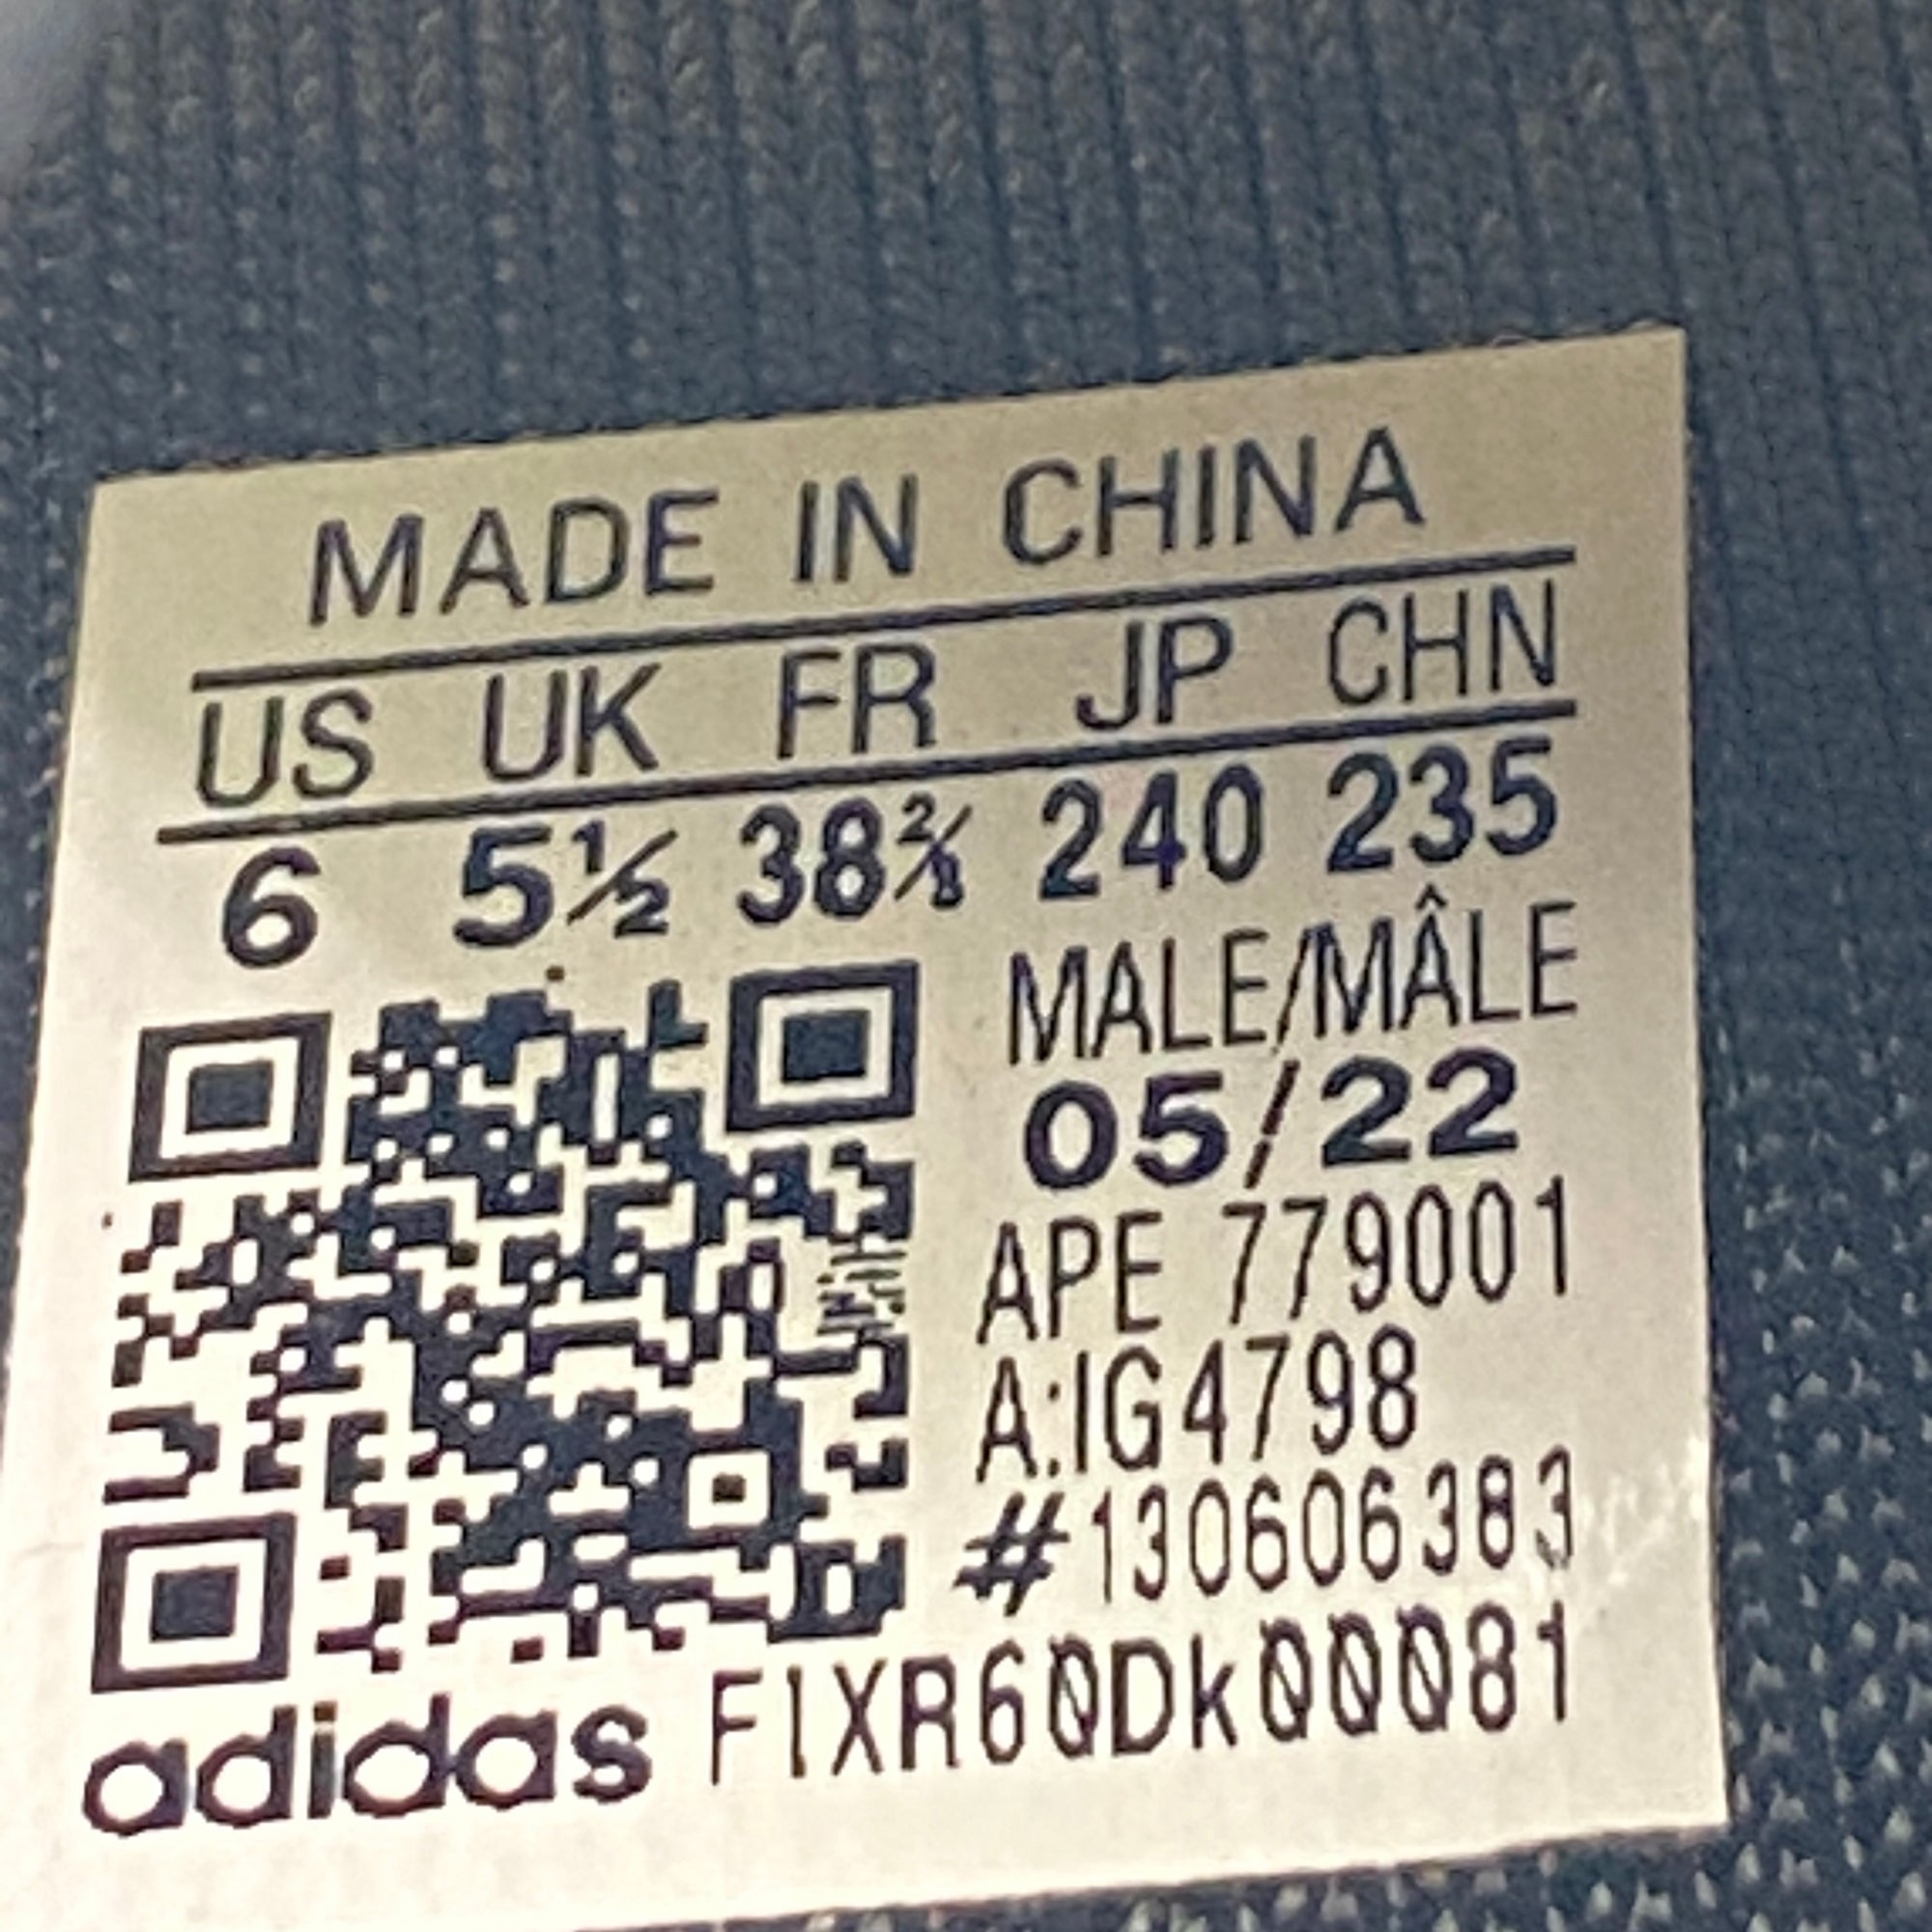 MADE IN CHINA
US UK FR JP CHN
6 5½ 38⅔ 240 235
MALE/MÂLE
05/22
APE 779001
A:IG4798
#130606383
adidas F1XR60Dk00081